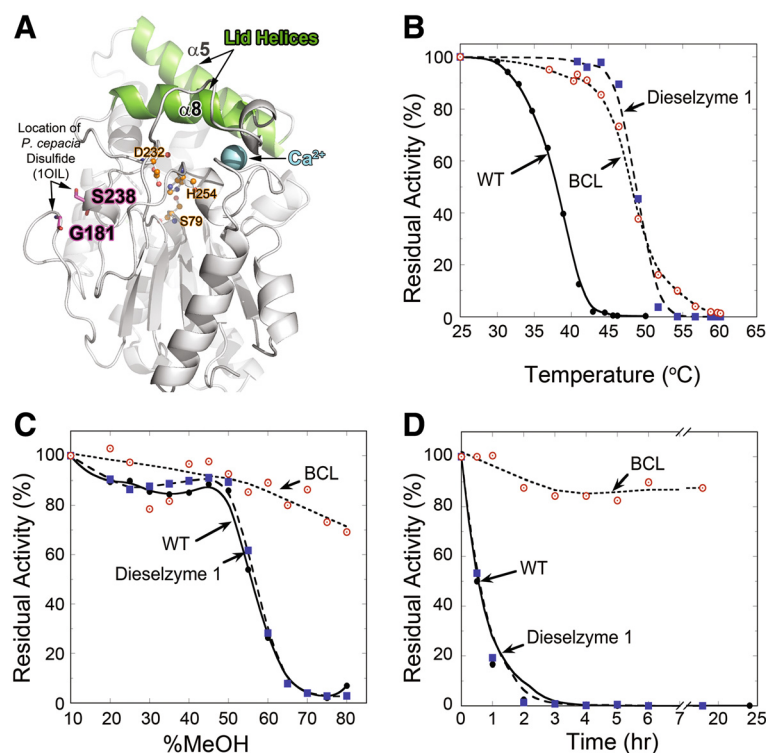 A
Lid Helices
α5
α8
Location of
P. cepacia
Disulfide
(1OIL)
D232
Ca2+
S238
H254
G181
S79
B
Residual Activity (%)
100
80
60
40
20
0
Dieselzyme 1
WT
BCL
25 30 35 40 45 50 55 60 65
Temperature (oC)
C
Residual Activity (%)
100
80
60
40
20
0
BCL
WT
Dieselzyme 1
10 20 30 40 50 60 70 80
%MeOH
D
Residual Activity (%)
100
80
60
40
20
0
BCL
WT
Dieselzyme 1
0 1 2 3 4 5 6 7 20 25
Time (hr)